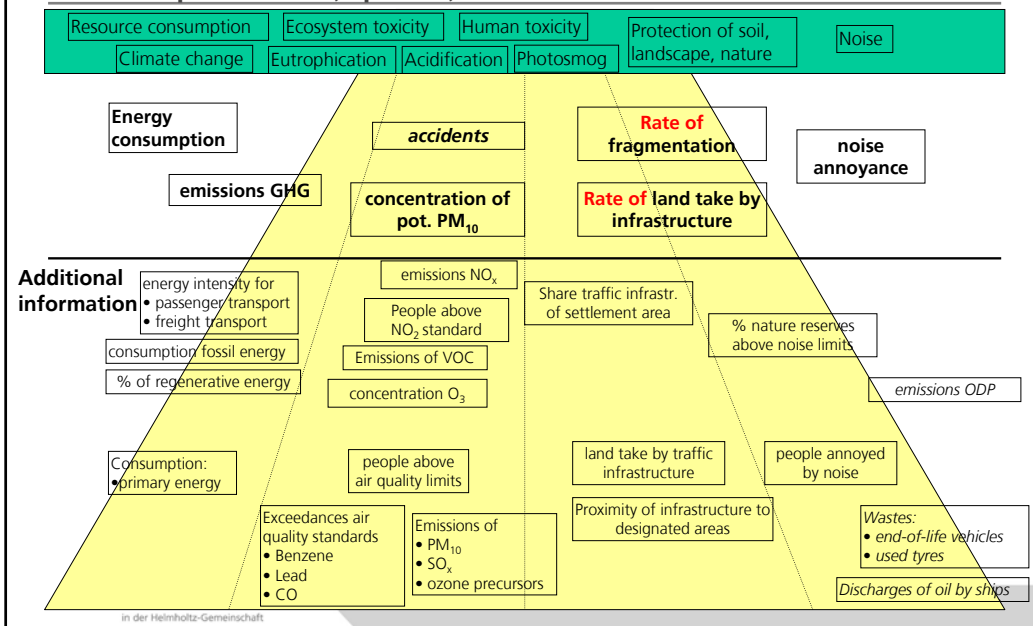 Resource consumption
Ecosystem toxicity
Human toxicity
Protection of soil,
landscape, nature
Noise
Climate change
Eutrophication
Acidification
Photosmog
Energy
consumption
accidents
Rate of
fragmentation
noise
annoyance
emissions GHG
concentration of
pot. PM10
Rate of land take by
infrastructure
Additional
information
energy intensity for
• passenger transport
• freight transport
consumption fossil energy
% of regenerative energy
emissions NOx
People above
NO2 standard
Emissions of VOC
concentration O3
Share traffic infrastr.
of settlement area
% nature reserves
above noise limits
emissions ODP
Consumption:
•primary energy
people above
air quality limits
land take by traffic
infrastructure
people annoyed
by noise
Exceedances air
quality standards
• Benzene
• Lead
• CO
Emissions of
• PM10
• SOx
• ozone precursors
Proximity of infrastructure to
designated areas
Wastes:
• end-of-life vehicles
• used tyres
Discharges of oil by ships
in der Helmholtz-Gemeinschaft